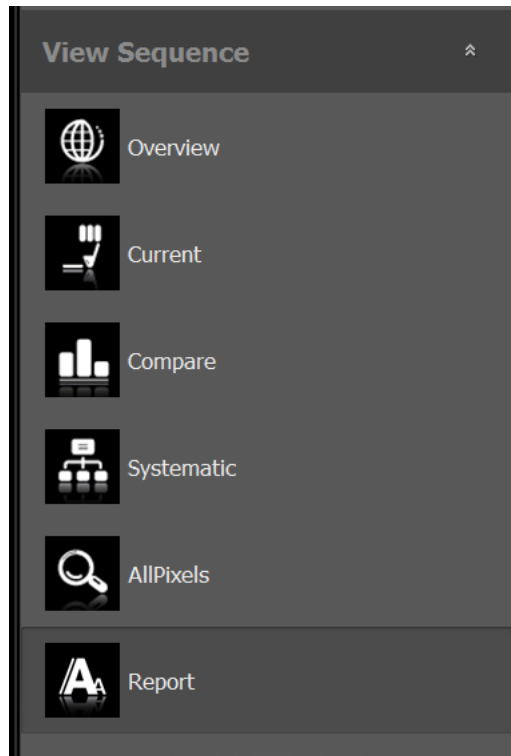 View Sequence
Overview
Current
Compare
Systematic
AllPixels
Report